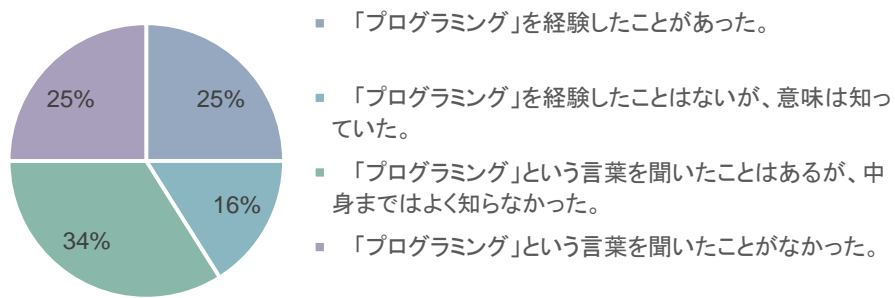 「プログラミング」を経験したことがあった。
25%
25%
「プログラミング」を経験したことはないが、意味は知っ
ていた。
「プログラミング」という言葉を聞いたことはあるが、中
身まではよく知らなかった。
16%
34%
「プログラミング」という言葉を聞いたことがなかった。